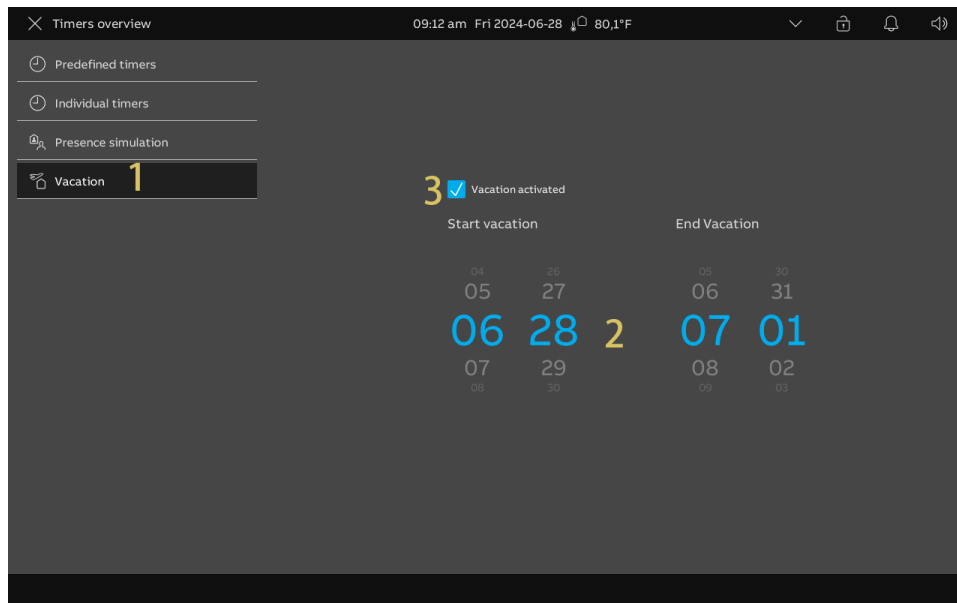 Timers overview 09:12 am Fri 2024-06-28 80,1°F
Predefined timers
Individual timers
Presence simulation
Vacation 1
3 Vacation activated
Start vacation End Vacation
04 26 05 30
05 27 06 31
06 28 2 07 01
07 29 08 02
08 30 09 03